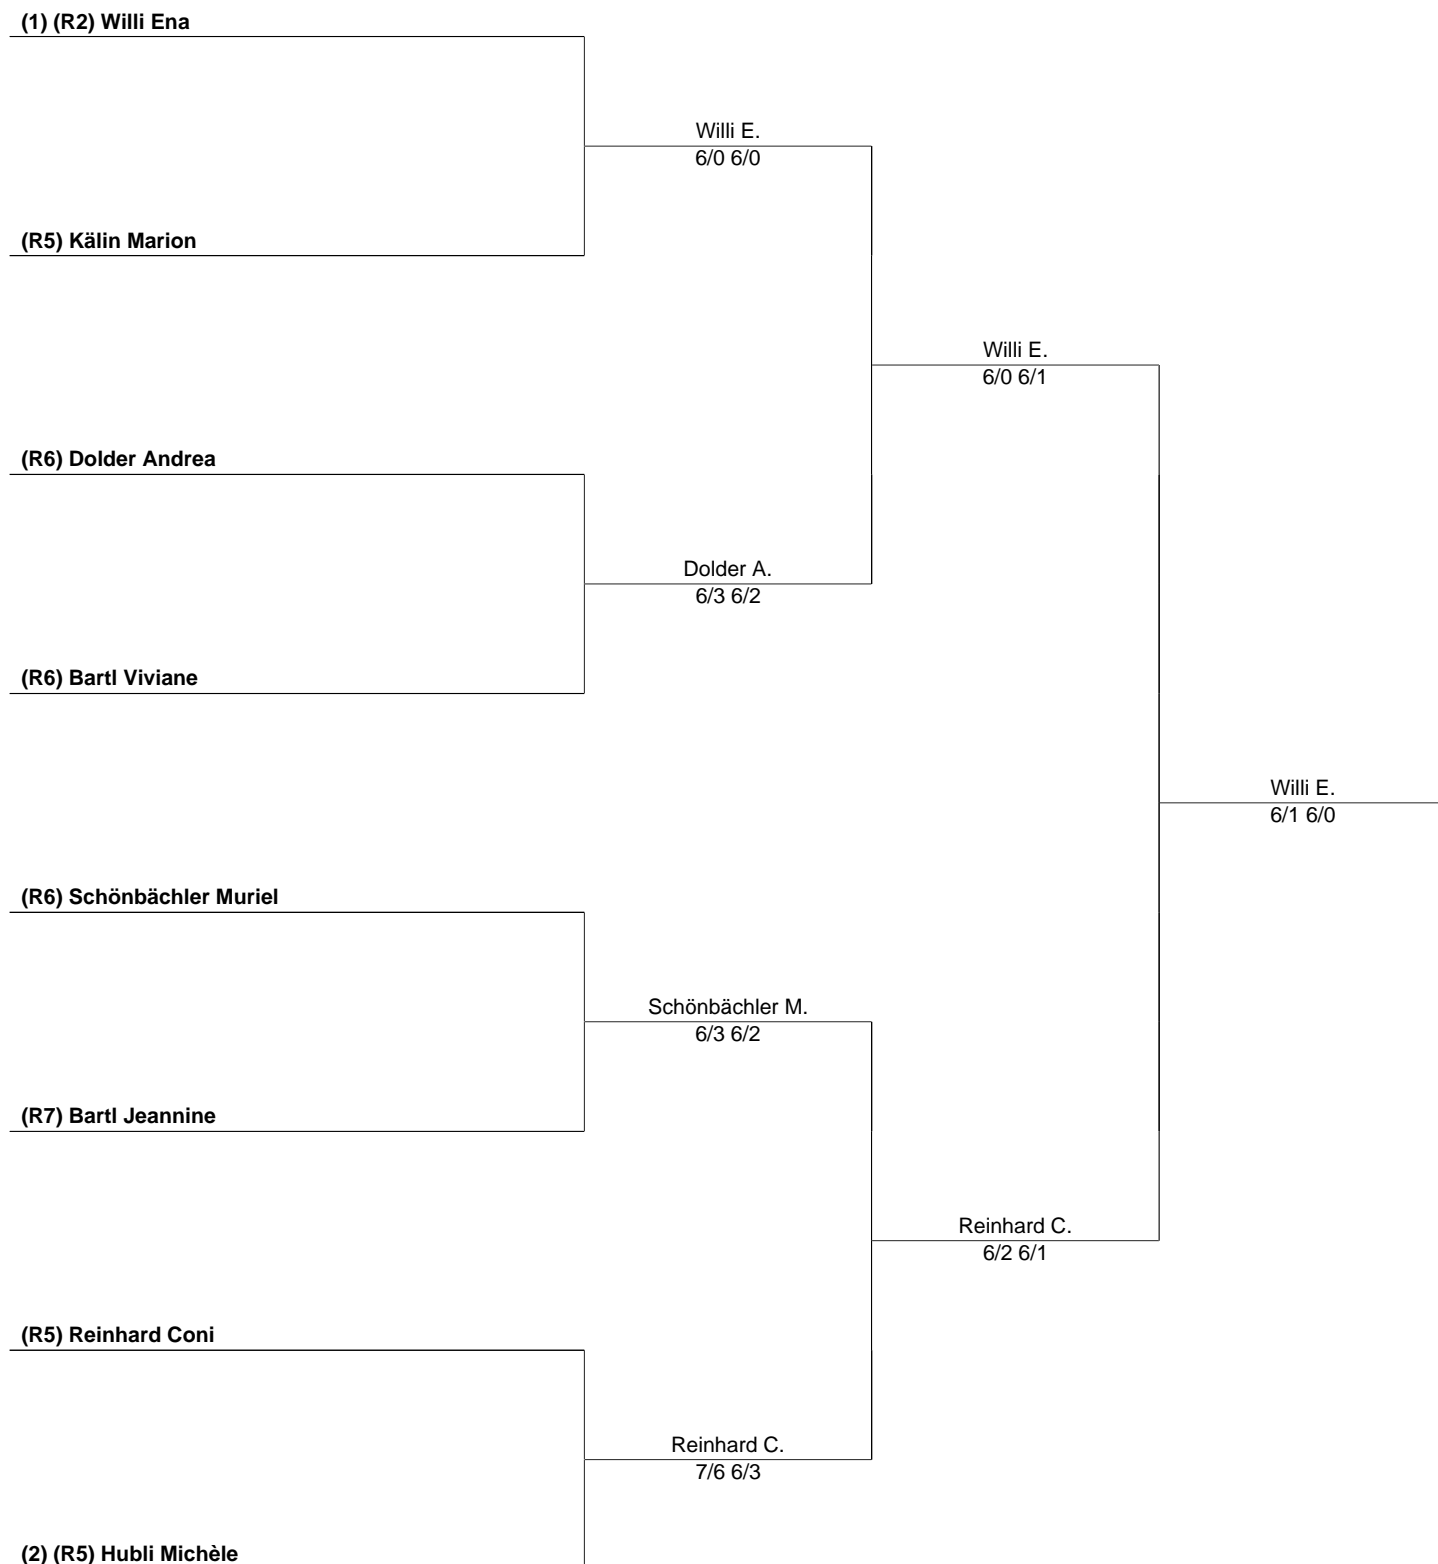 (1) (R2) Willi Ena
Willi E.
6/0 6/0
(R5) Kälin Marion
Willi E.
6/0 6/1
(R6) Dolder Andrea
Dolder A.
6/3 6/2
(R6) Bartl Viviane
Willi E.
6/1 6/0
(R6) Schönbächler Muriel
Schönbächler M.
6/3 6/2
(R7) Bartl Jeannine
Reinhard C.
6/2 6/1
(R5) Reinhard Coni
Reinhard C.
7/6 6/3
(2) (R5) Hubli Michèle